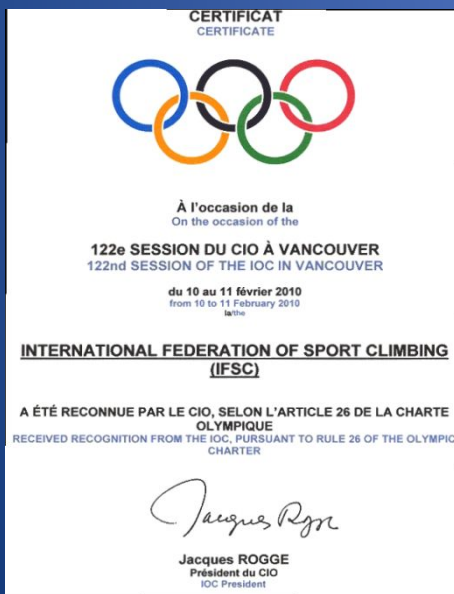 CERTIFICAT
CERTIFICATE
À l'occasion de la
On the occasion of the
122e SESSION DU CIO À VANCOUVER
122nd SESSION OF THE IOC IN VANCOUVER
du 10 au 11 février 2010
from 10 to 11 February 2010
la/the
INTERNATIONAL FEDERATION OF SPORT CLIMBING
(IFSC)
A ÉTÉ RECONNUE PAR LE CIO, SELON L'ARTICLE 26 DE LA CHARTE
OLYMPIQUE
RECEIVED RECOGNITION FROM THE IOC, PURSUANT TO RULE 26 OF THE OLYMPIC
CHARTER
Jacques Rogge
Jacques ROGGE
Président du CIO
IOC President